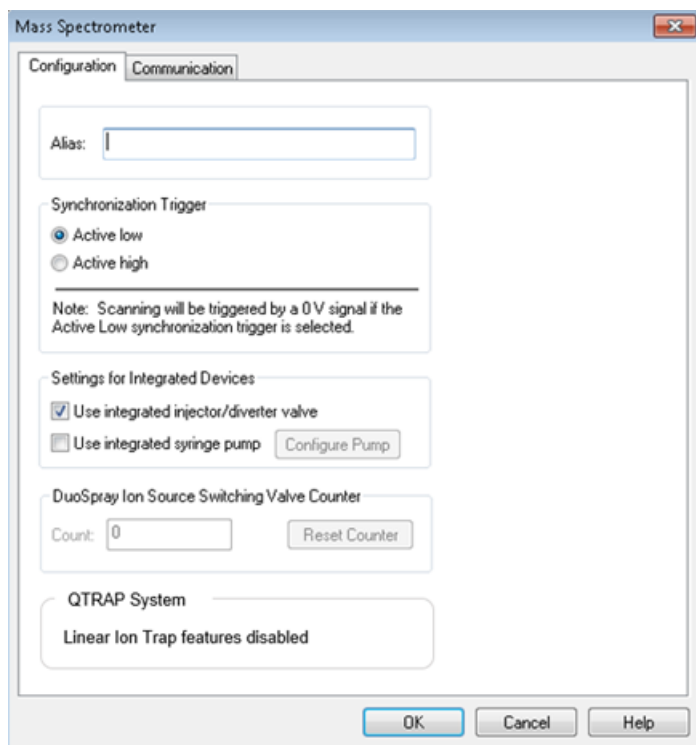 Mass Spectrometer
Configuration
Communication
Alias:
Synchronization Trigger
Active low
Active high
Note: Scanning will be triggered by a 0 V signal if the
Active Low synchronization trigger is selected.
Settings for Integrated Devices
Use integrated injector/diverter valve
Use integrated syringe pump
Configure Pump
DuoSpray Ion Source Switching Valve Counter
Count: 0
Reset Counter
QTRAP System
Linear Ion Trap features disabled
OK
Cancel
Help